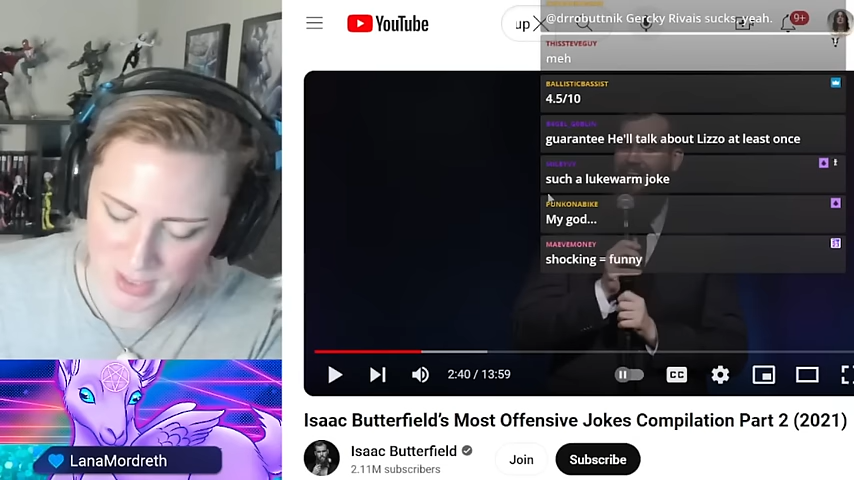 YouTube
up
9+
@drrobuttnik Gercky Rivais sucks, yeah.
THISSTEVEGUY
meh
BALLISTICBASSIST
4.5/10
guarantee He'll talk about Lizzo at least once
such a lukewarm joke
PUNKONABIKE
My god...
MAEVEMONEY
shocking = funny
2:40 / 13:59
CC
Isaac Butterfield's Most Offensive Jokes Compilation Part 2 (2021)
Isaac Butterfield
2.11M subscribers
Join
Subscribe
LanaMordreth